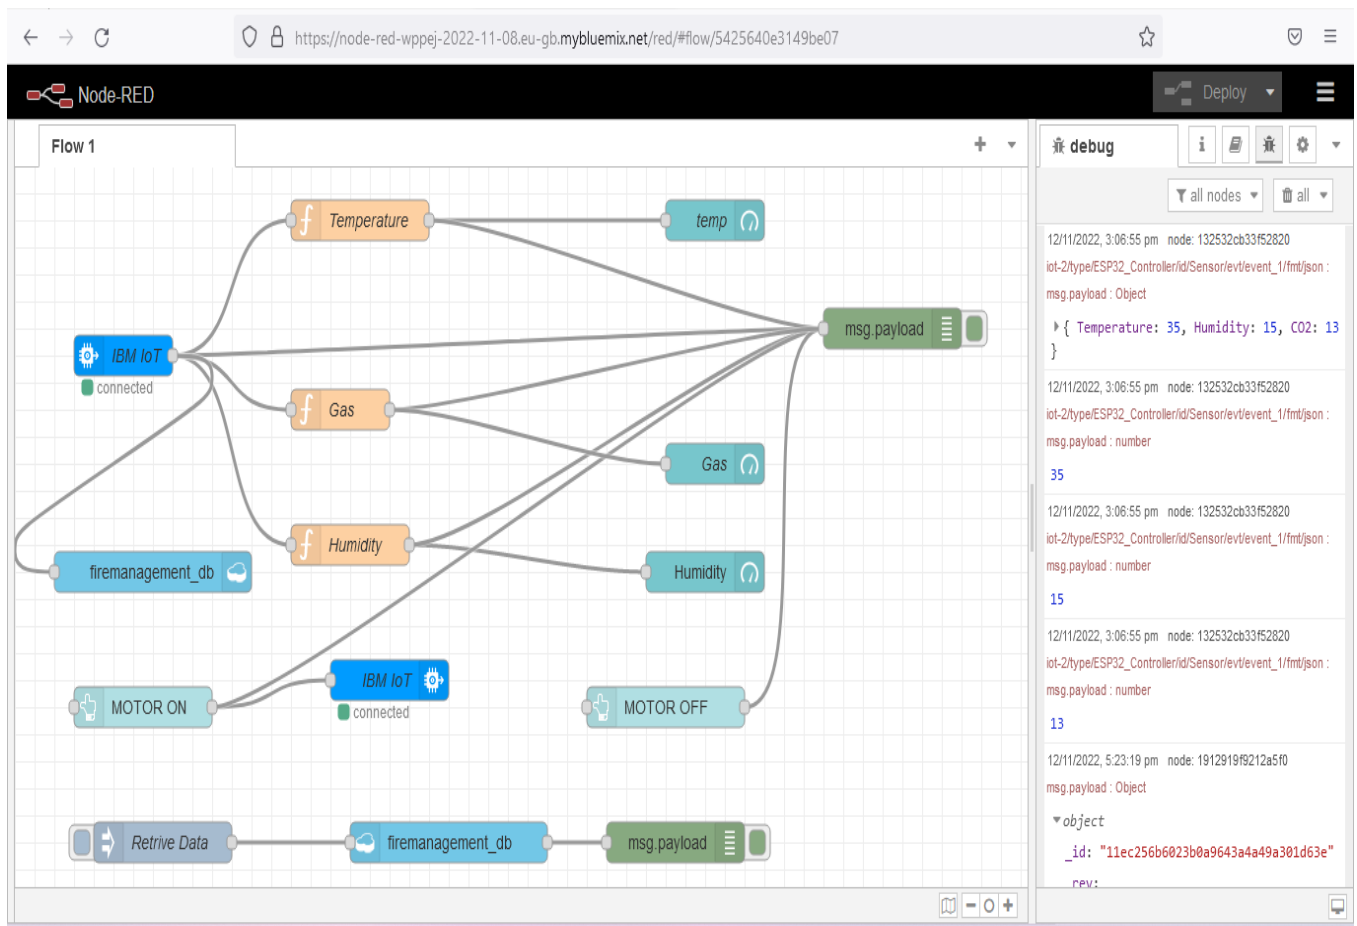 https://node-red-wppej-2022-11-08.eu-gb.mybluemix.net/red/#flow/5425640e3149be07
Node-RED
Deploy
Flow 1
debug
i
all nodes
all
Temperature
temp
msg.payload
IBM IoT
connected
Gas
Gas
Humidity
Humidity
firemanagement_db
IBM IoT
connected
MOTOR ON
MOTOR OFF
Retrive Data
firemanagement_db
msg.payload
12/11/2022, 3:06:55 pm node: 132532cb33f52820
iot-2/type/ESP32_Controller/id/Sensor/evt/event_1/fmt/json :
msg.payload : Object
{ Temperature: 35, Humidity: 15, CO2: 13
}
12/11/2022, 3:06:55 pm node: 132532cb33f52820
iot-2/type/ESP32_Controller/id/Sensor/evt/event_1/fmt/json :
msg.payload : number
35
12/11/2022, 3:06:55 pm node: 132532cb33f52820
iot-2/type/ESP32_Controller/id/Sensor/evt/event_1/fmt/json :
msg.payload : number
15
12/11/2022, 3:06:55 pm node: 132532cb33f52820
iot-2/type/ESP32_Controller/id/Sensor/evt/event_1/fmt/json :
msg.payload : number
13
12/11/2022, 5:23:19 pm node: 1912919f9212a5f0
msg.payload : Object
object
_id: "11ec256b6023b0a9643a4a49a301d63e"
_rev: